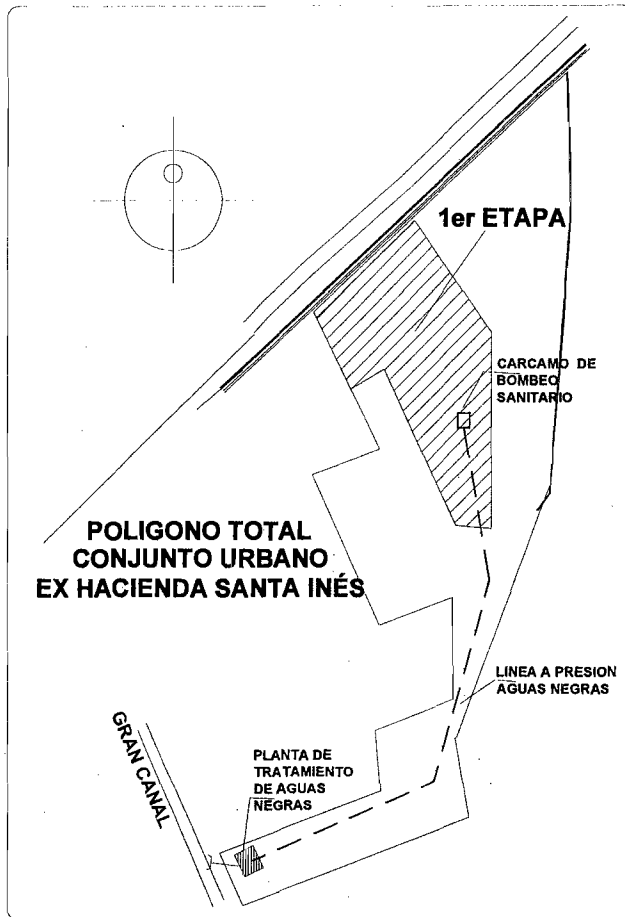 1er ETAPA
CARCAMO DE
BOMBEO
SANITARIO
POLIGONO TOTAL
CONJUNTO URBANO
EX HACIENDA SANTA INÉS
LINEA A PRESION
AGUAS NEGRAS
GRAN CANAL
PLANTA DE
TRATAMIENTO
DE AGUAS
NEGRAS